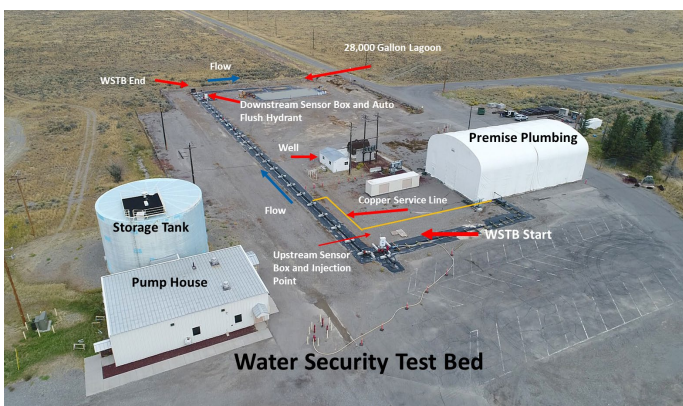 28,000 Gallon Lagoon
Flow
WSTB End
Downstream Sensor Box and Auto
Flush Hydrant
Premise Plumbing
Well
Copper Service Line
Flow
Storage Tank
WSTB Start
Upstream Sensor
Box and Injection
Point
Pump House
Water Security Test Bed